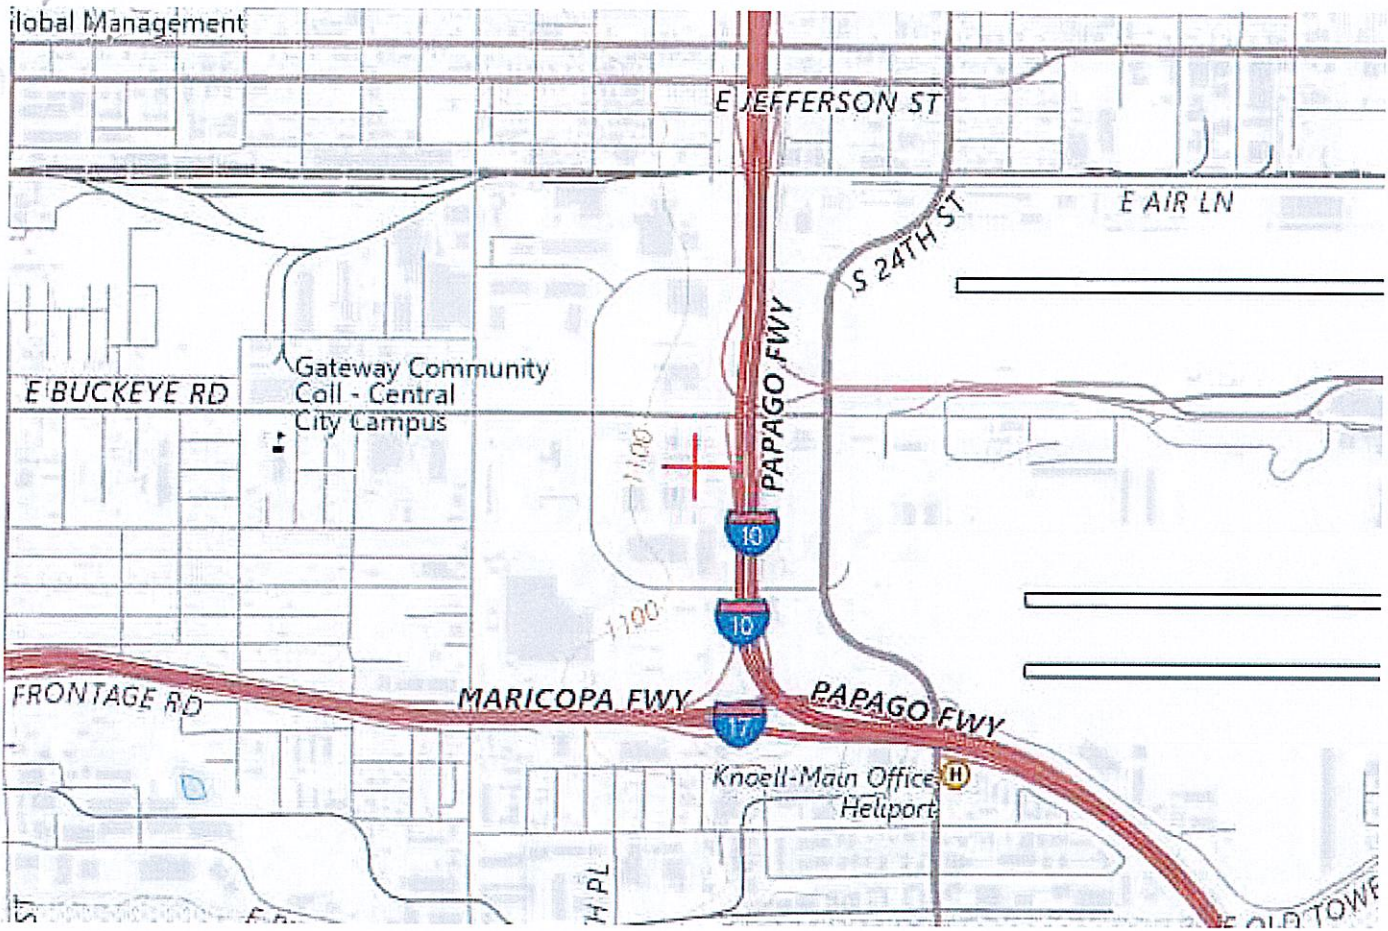 lobal Management
E JEFFERSON ST
E AIR LN
S 24TH ST
PAPAGO FWY
Gateway Community
Coll - Central
City Campus
E BUCKEYE RD
1100
10
10
1100
FRONTAGE RD
MARICOPA FWY
PAPAGO FWY
17
Knoell-Main Office
Heliport
H
H PL
E OLD TOWE